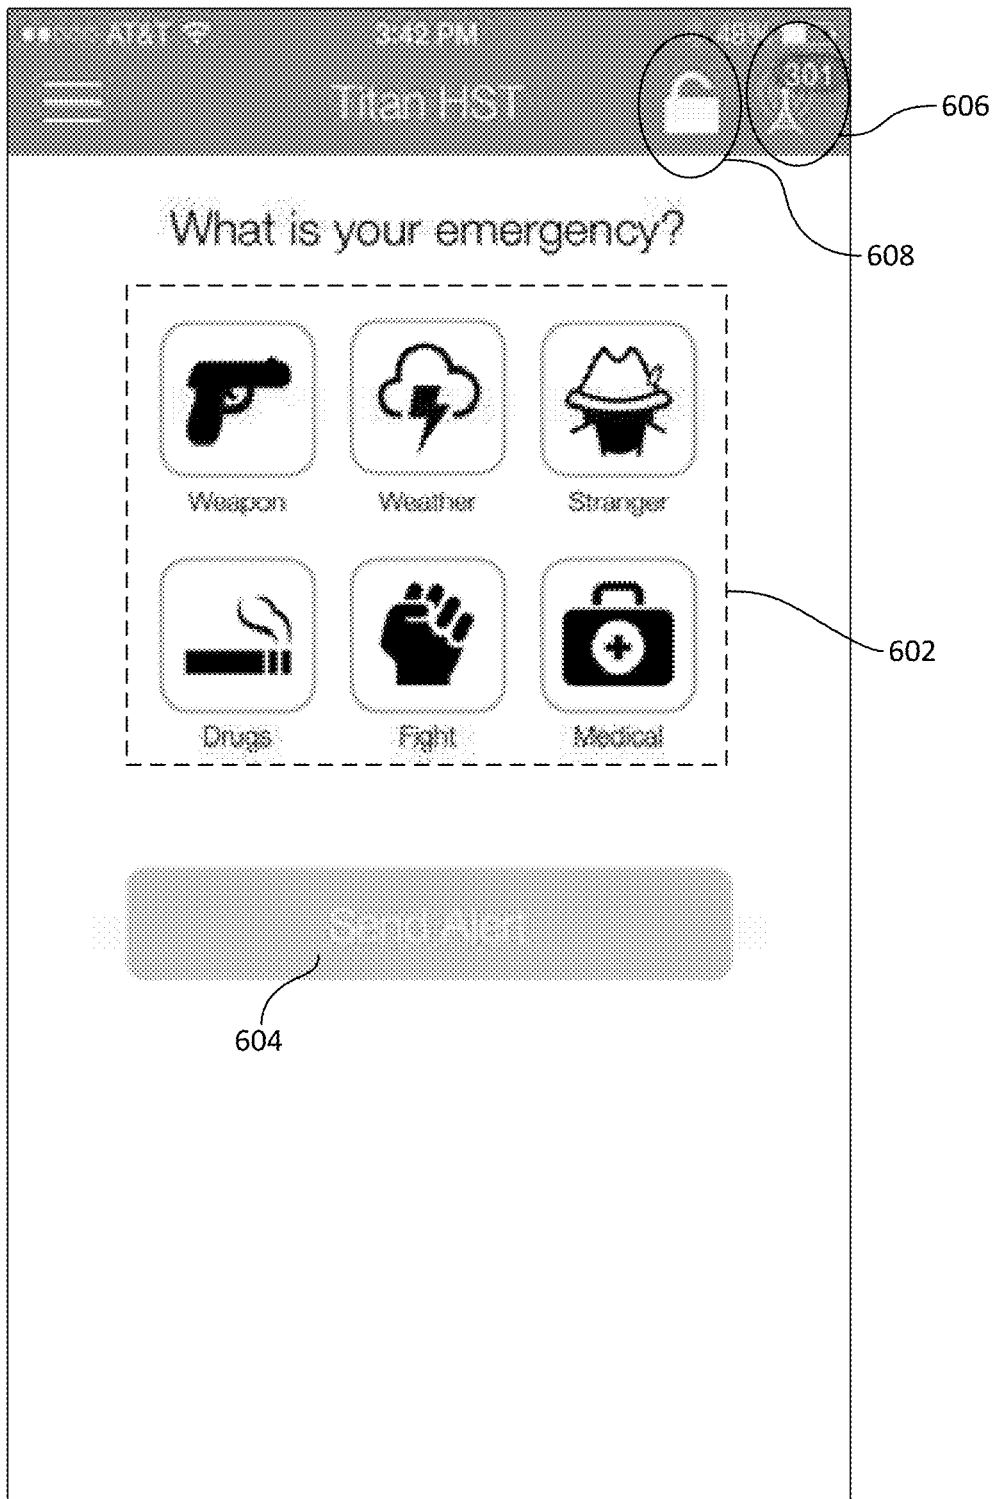 AT&T 3:42 PM 48%
301
Titan HST
606
What is your emergency?
608
Weapon Weather Stranger
602
Drugs Fight Medical
Send Alert
604